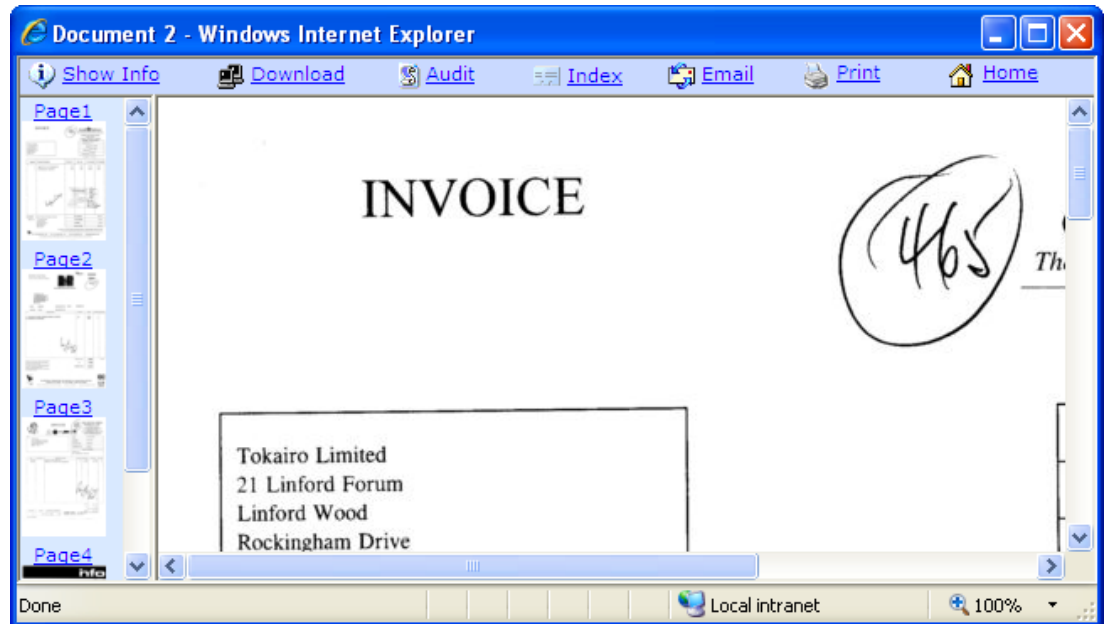 Document 2 - Windows Internet Explorer
Show Info Download Audit Index Email Print Home
Page1
Page2
Page3
Page4
INVOICE
465
Tokairo Limited
21 Linford Forum
Linford Wood
Rockingham Drive
Done Local intranet 100%